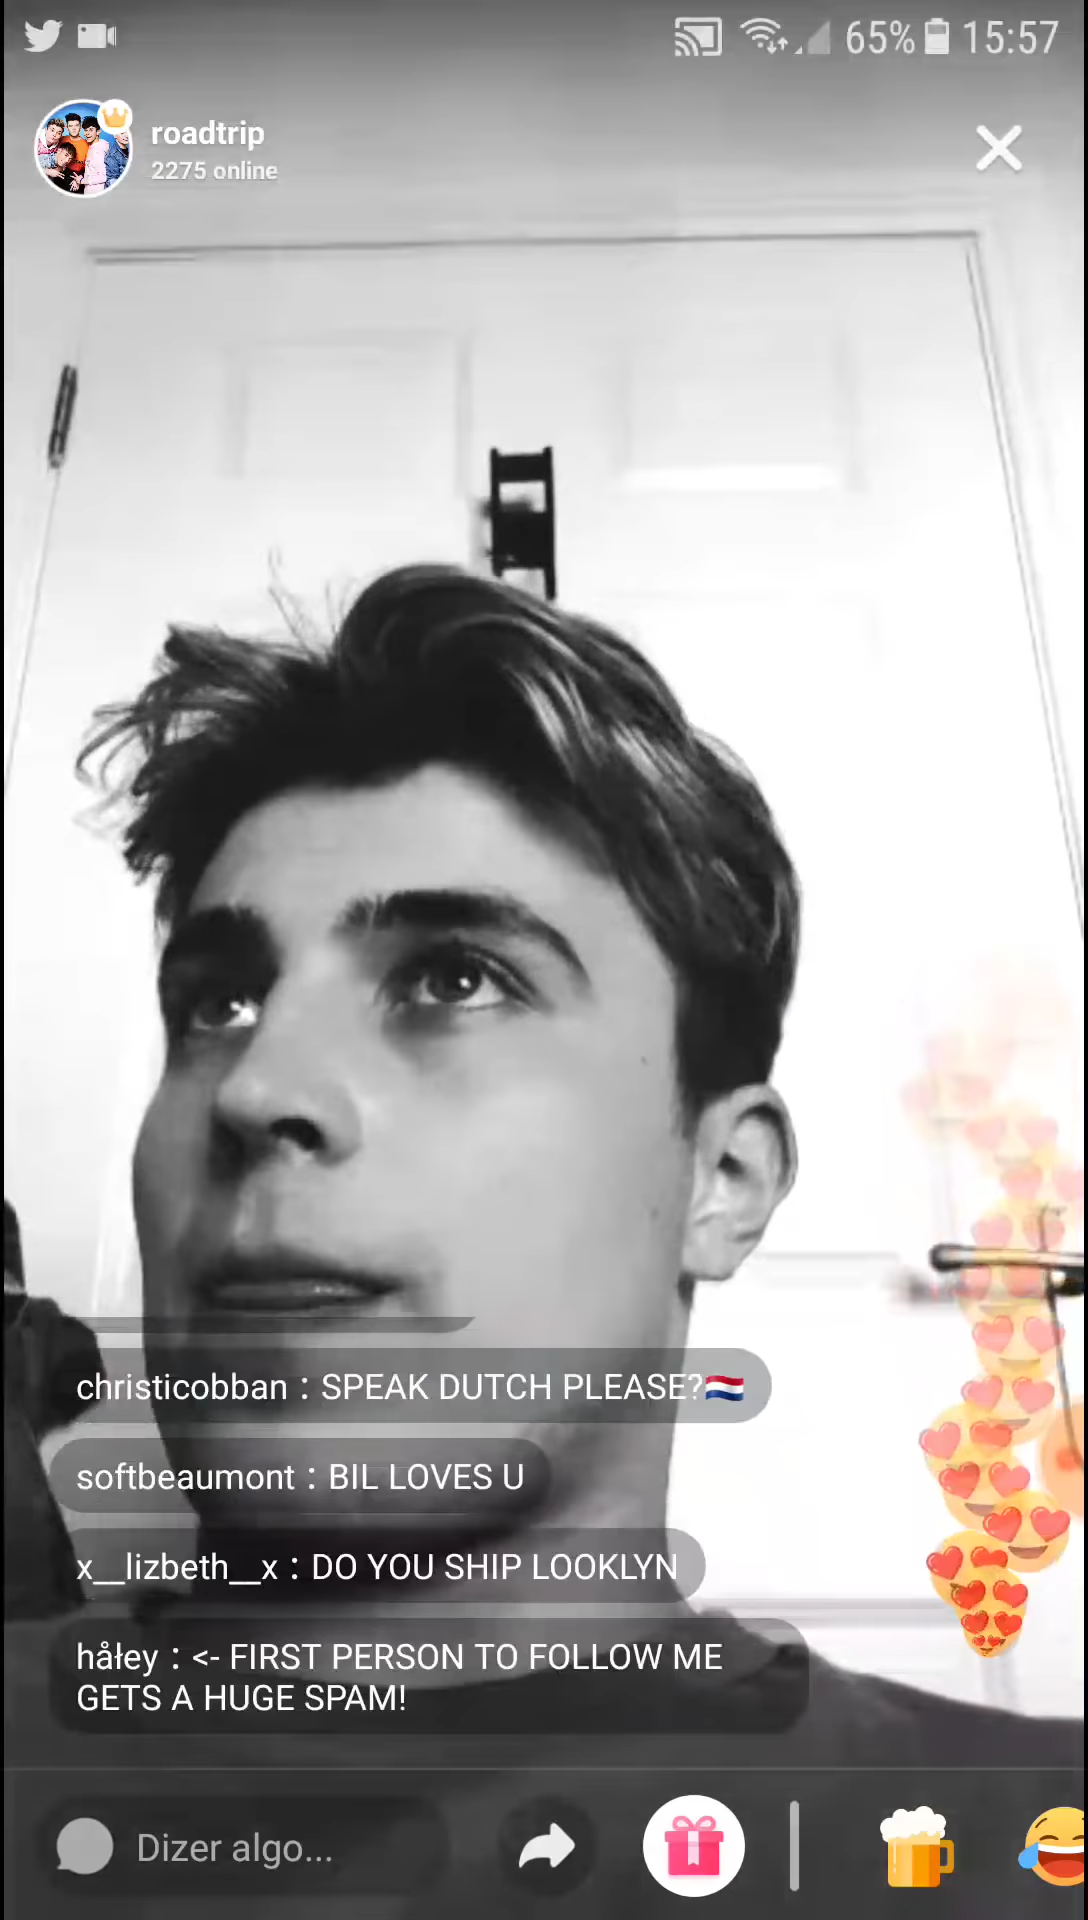 65% 15:57
roadtrip
2275 online
christicobban : SPEAK DUTCH PLEASE?🇳🇱
softbeaumont : BIL LOVES U
x__lizbeth__x : DO YOU SHIP LOOKLYN
håłey : <- FIRST PERSON TO FOLLOW ME
GETS A HUGE SPAM!
Dizer algo...